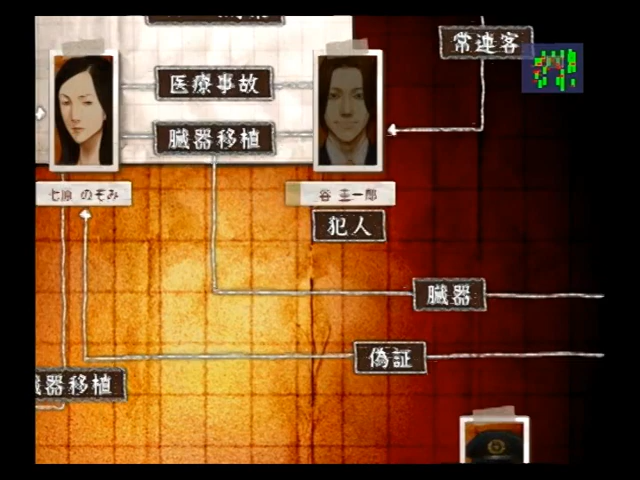 常連客
医療事故
臓器移植
七原 のぞみ
谷 圭一郎
犯人
臓器
偽証
臓器移植